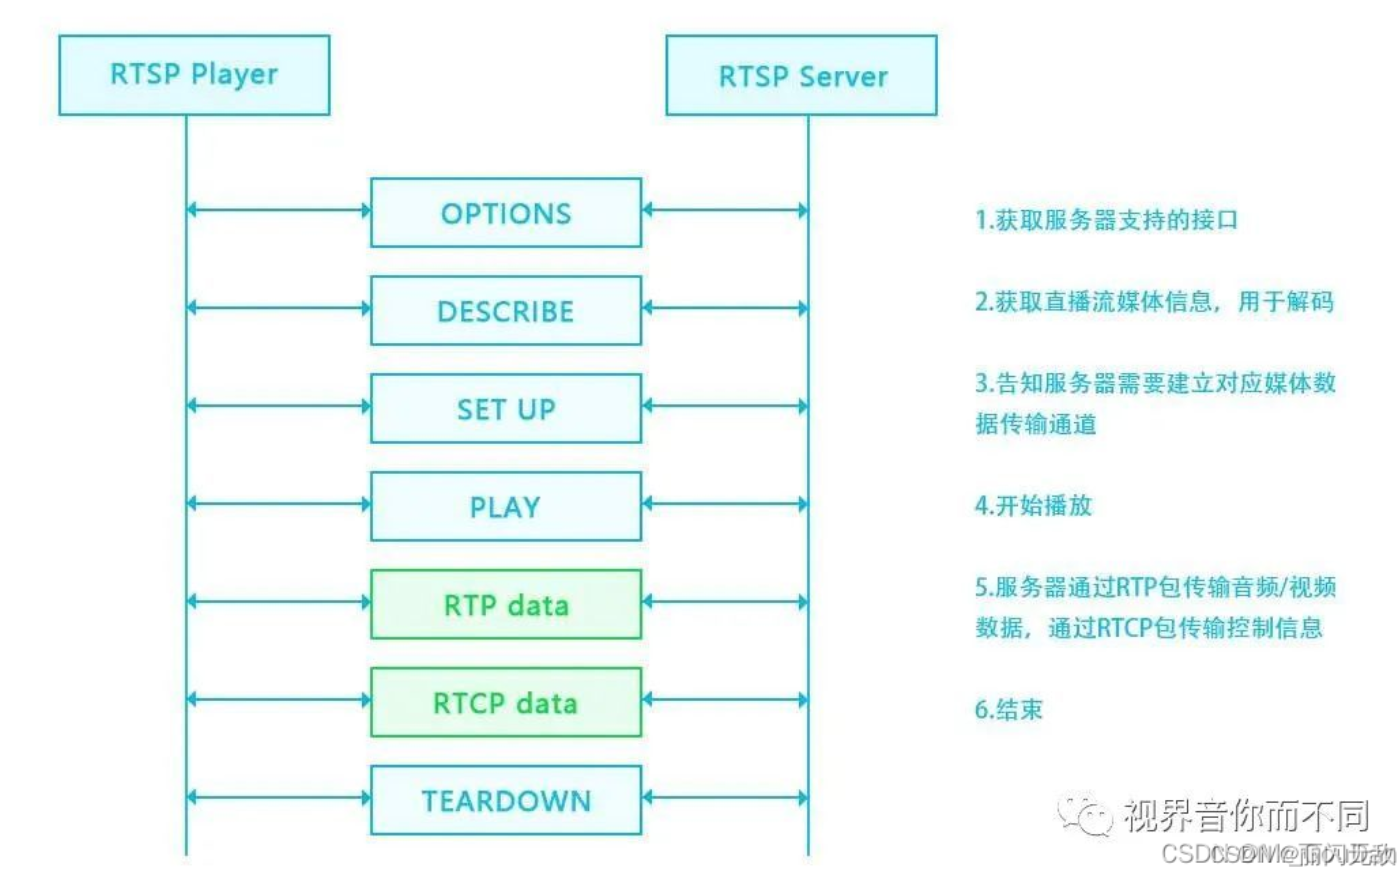 RTSP Player
RTSP Server
OPTIONS
1.获取服务器支持的接口
DESCRIBE
2.获取直播流媒体信息，用于解码
SET UP
3.告知服务器需要建立对应媒体数
据传输通道
PLAY
4.开始播放
RTP data
5.服务器通过RTP包传输音频/视频
数据，通过RTCP包传输控制信息
RTCP data
6.结束
TEARDOWN
视界音你而不同
CSDN